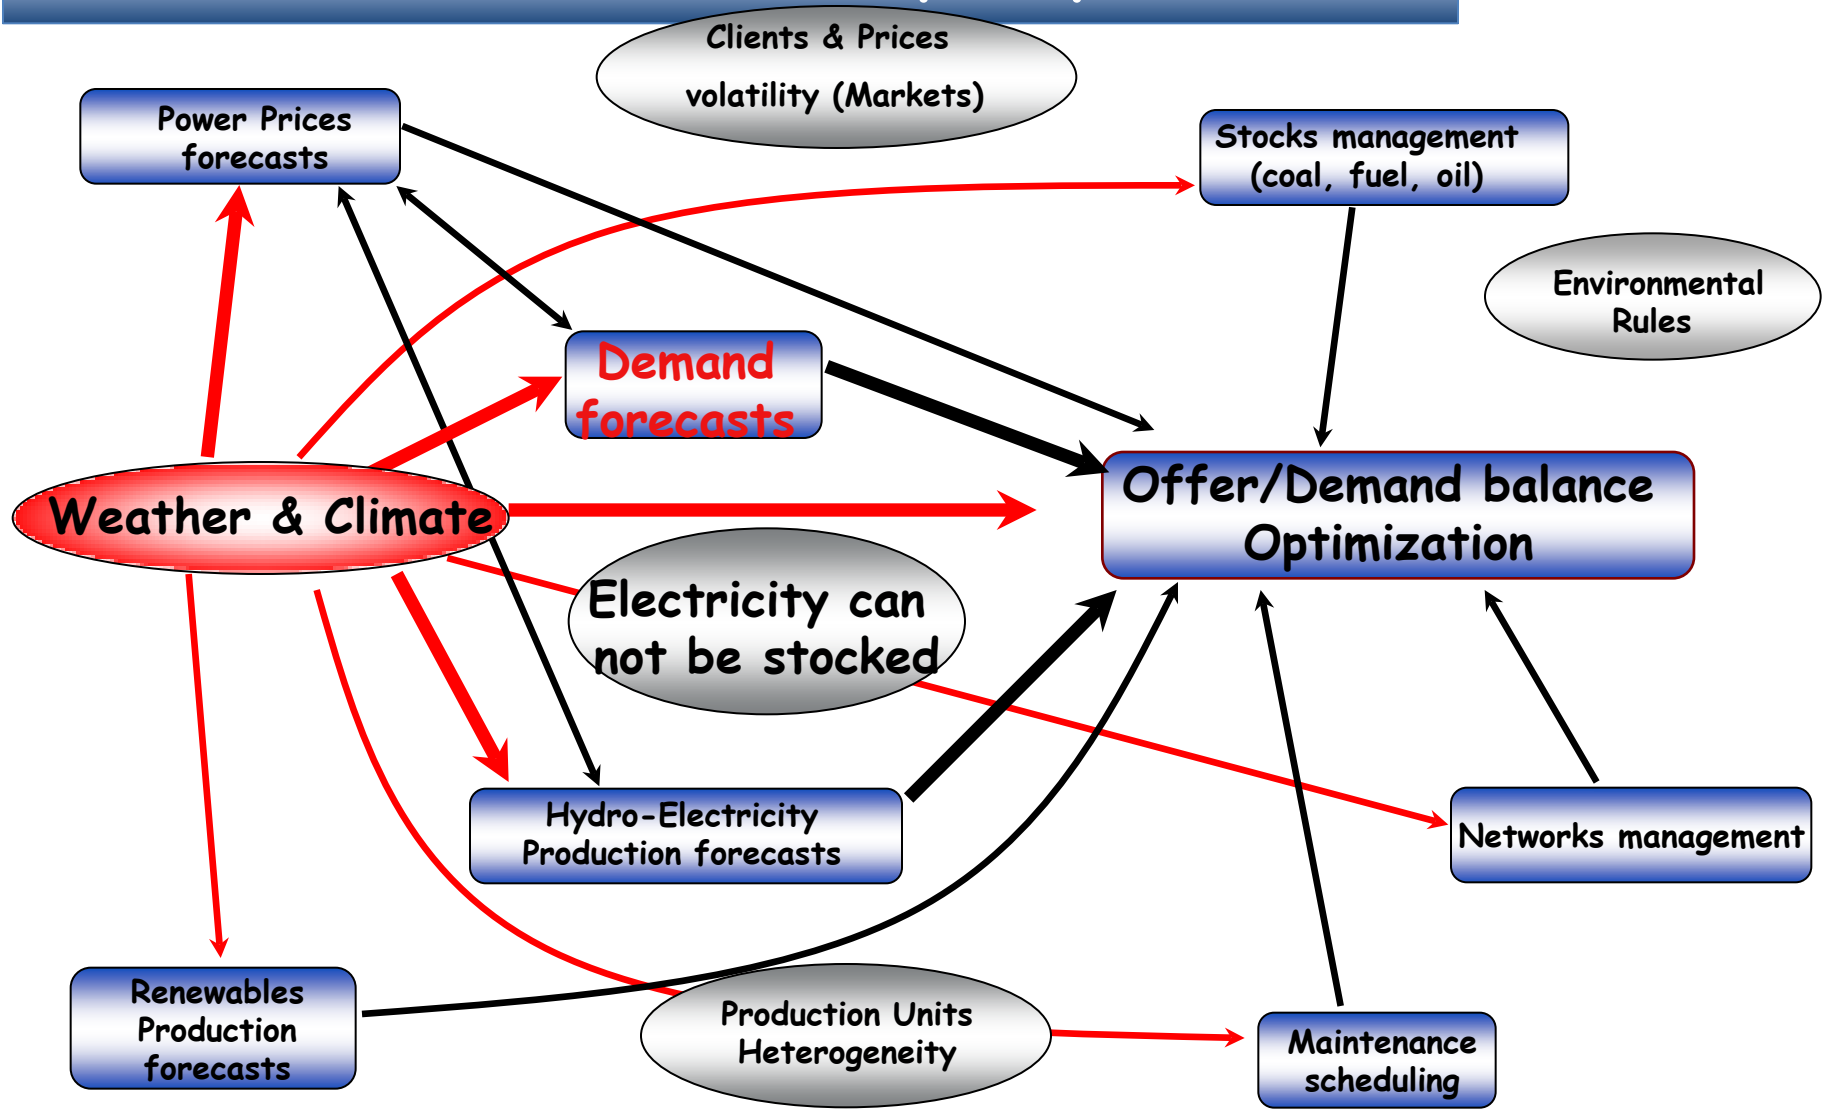 Clients & Prices
volatility (Markets)
Power Prices
forecasts
Stocks management
(coal, fuel, oil)
Environmental
Rules
Demand
forecasts
Weather & Climate
Offer/Demand balance
Optimization
Electricity can
not be stocked
Hydro-Electricity
Production forecasts
Networks management
Renewables
Production
forecasts
Production Units
Heterogeneity
Maintenance
scheduling